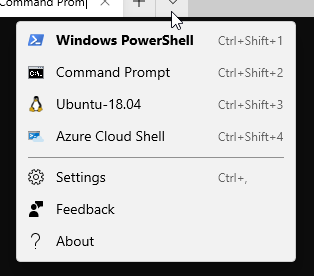 Command Prom
Windows PowerShell Ctrl+Shift+1
Command Prompt Ctrl+Shift+2
Ubuntu-18.04 Ctrl+Shift+3
Azure Cloud Shell Ctrl+Shift+4
Settings Ctrl+,
Feedback
About